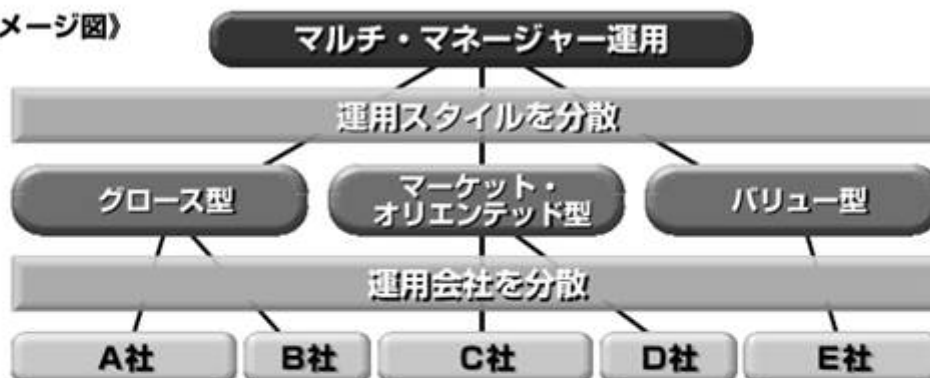 メージ図》
マルチ・マネージャー運用
運用スタイルを分散
グロース型
マーケット・
オリエンテッド型
バリュー型
運用会社を分散
A社
B社
C社
D社
E社